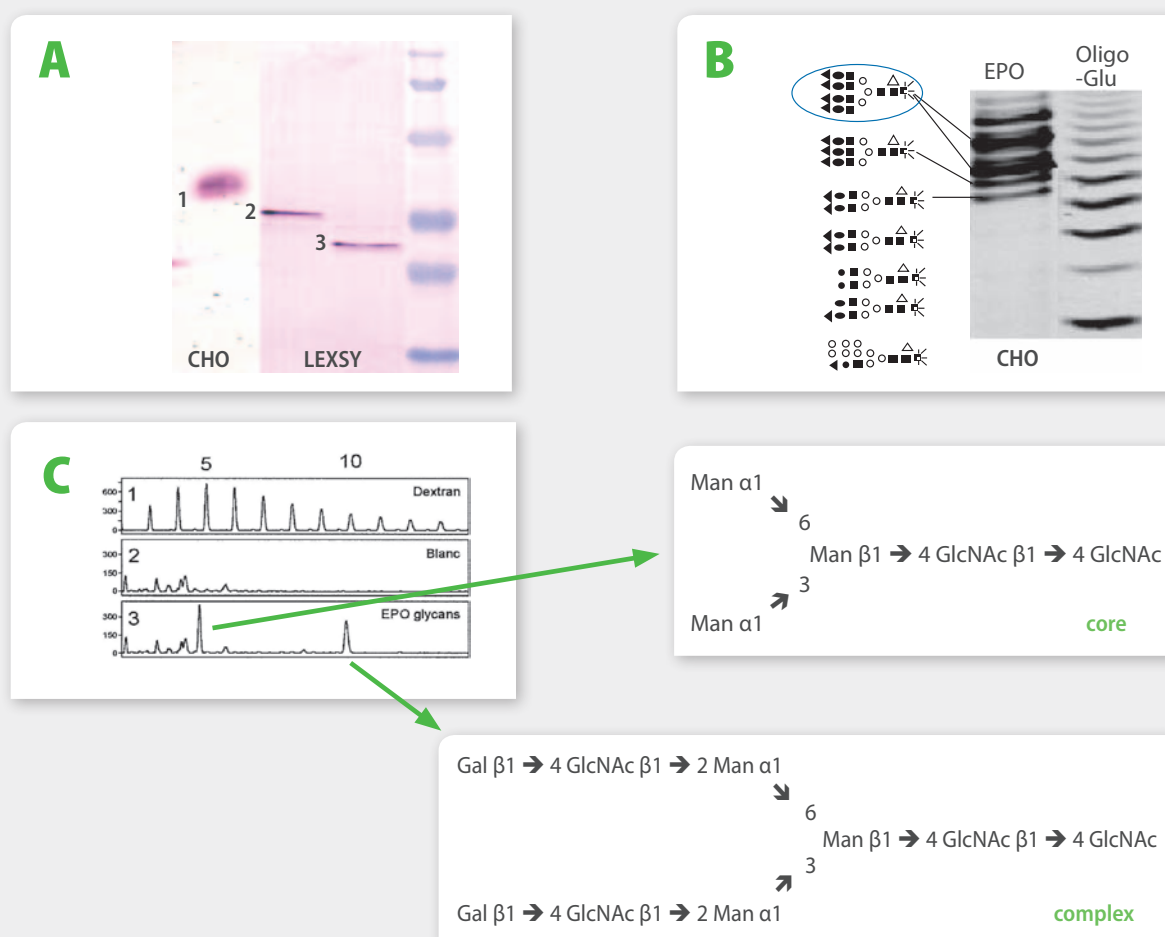 A
1
2
3
CHO
LEXSY
B
EPO
Oligo
-Glu
CHO
C
5
10
1
Dextran
600
300
0
2
Blanc
300
150
0
3
EPO glycans
300
150
0
Man α1
➔
6
Man β1 ➔ 4 GlcNAc β1 ➔ 4 GlcNAc
3
➔
Man α1
core
Gal β1 ➔ 4 GlcNAc β1 ➔ 2 Man α1
➔
6
Man β1 ➔ 4 GlcNAc β1 ➔ 4 GlcNAc
3
➔
Gal β1 ➔ 4 GlcNAc β1 ➔ 2 Man α1
complex